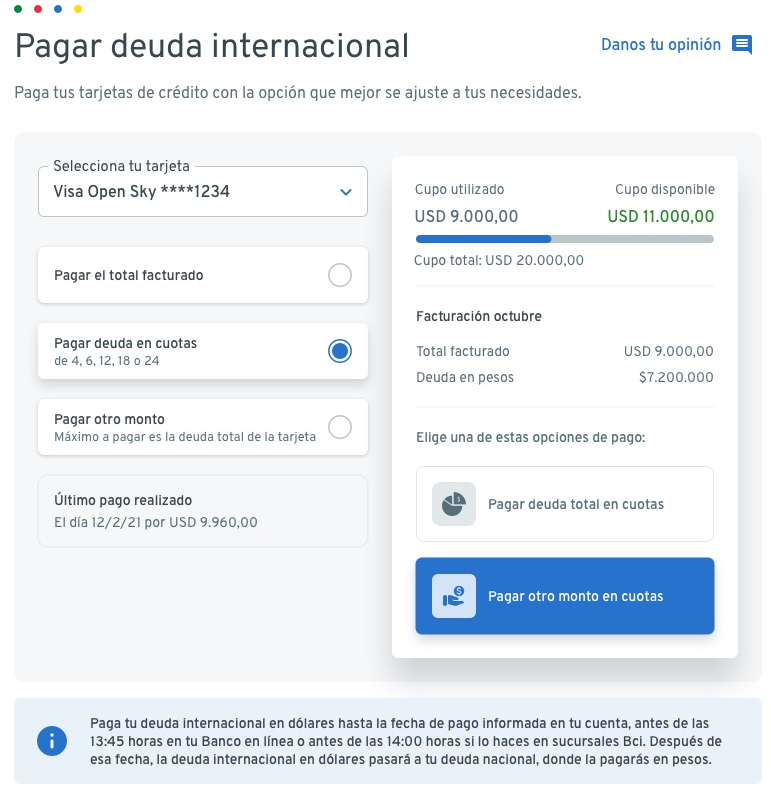 Pagar deuda internacional
Danos tu opinión
Paga tus tarjetas de crédito con la opción que mejor se ajuste a tus necesidades.
Selecciona tu tarjeta
Visa Open Sky ****1234
Pagar el total facturado
Pagar deuda en cuotas
de 4, 6, 12, 18 o 24
Pagar otro monto
Máximo a pagar es la deuda total de la tarjeta
Último pago realizado
El día 12/2/21 por USD 9.960,00
Cupo utilizado
Cupo disponible
USD 9.000,00
USD 11.000,00
Cupo total: USD 20.000,00
Facturación octubre
Total facturado
USD 9.000,00
Deuda en pesos
$7.200.000
Elige una de estas opciones de pago:
Pagar deuda total en cuotas
Pagar otro monto en cuotas
Paga tu deuda internacional en dólares hasta la fecha de pago informada en tu cuenta, antes de las
13:45 horas en tu Banco en línea o antes de las 14:00 horas si lo haces en sucursales Bci. Después de
esa fecha, la deuda internacional en dólares pasará a tu deuda nacional, donde la pagarás en pesos.